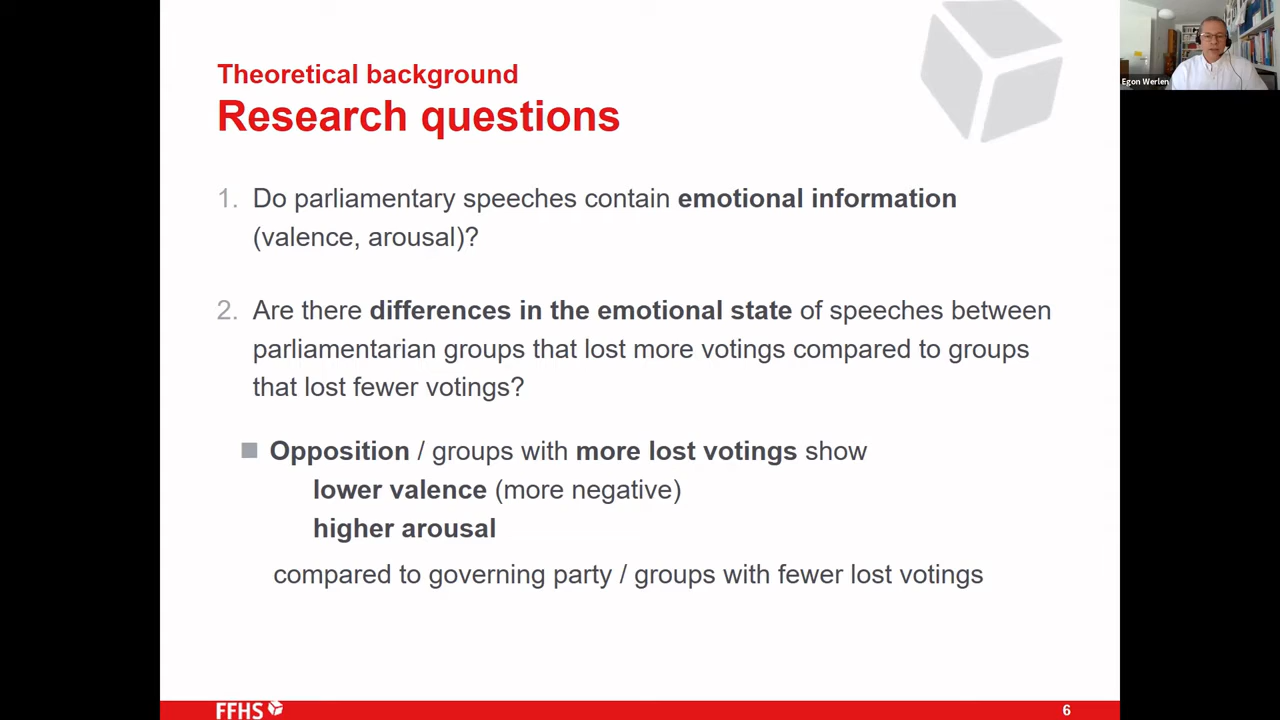 Theoretical background
Research questions
1. Do parliamentary speeches contain emotional information
(valence, arousal)?
2. Are there differences in the emotional state of speeches between
parliamentarian groups that lost more votings compared to groups
that lost fewer votings?
Opposition / groups with more lost votings show
lower valence (more negative)
higher arousal
compared to governing party / groups with fewer lost votings
FFHS
6
Egon Werlen